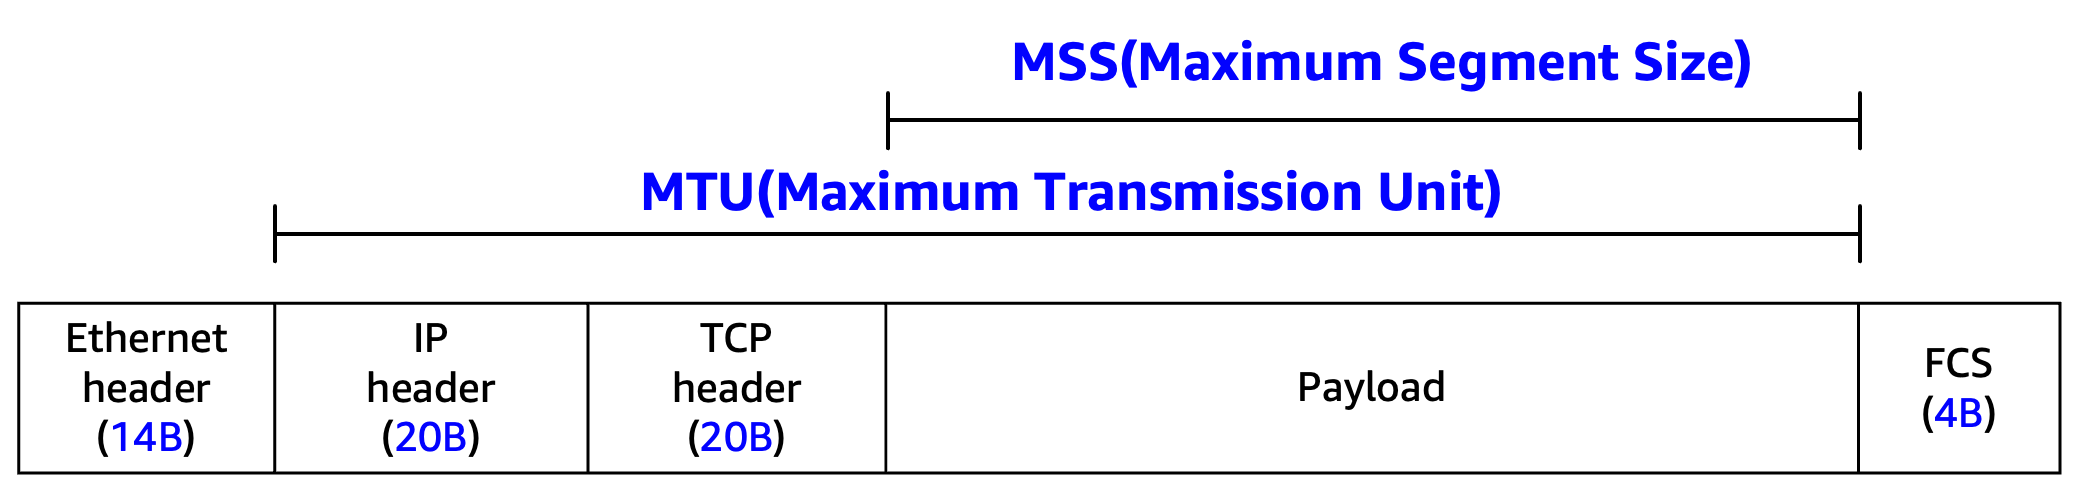 MSS(Maximum Segment Size)
MTU(Maximum Transmission Unit)
Ethernet
header
(14B)
IP
header
(20B)
TCP
header
(20B)
Payload
FCS
(4B)